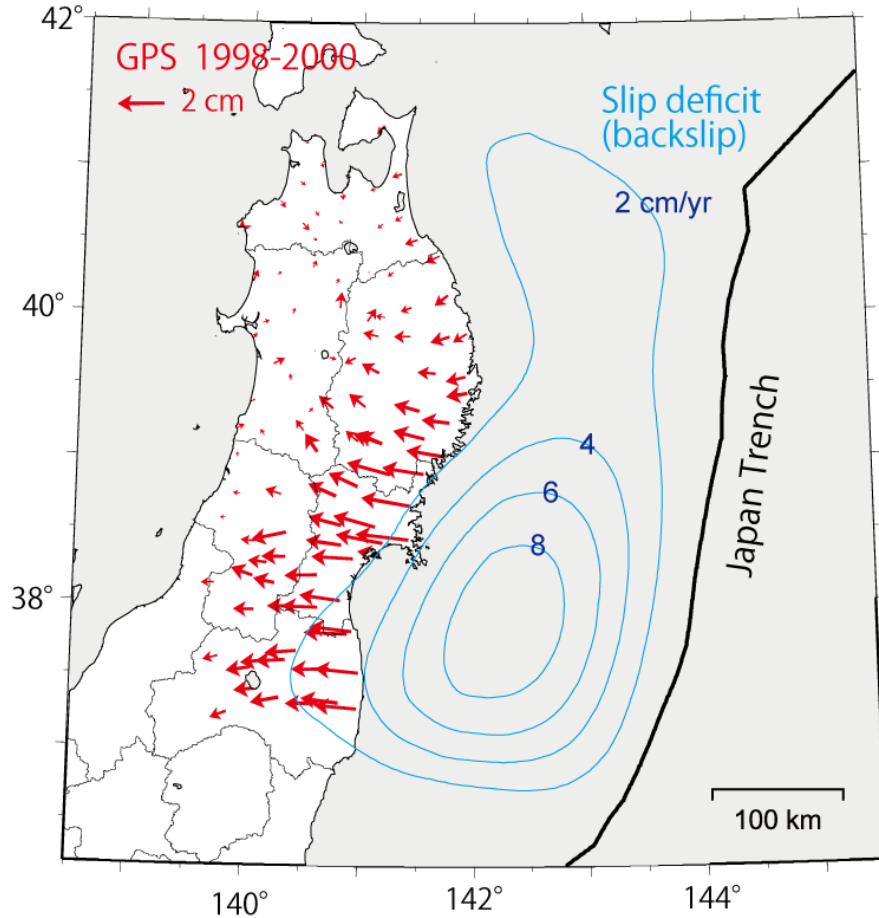 42°
GPS 1998-2000
2 cm
Slip deficit
(backslip)
2 cm/yr
40°
4
6
8
Japan Trench
38°
100 km
140°
142°
144°